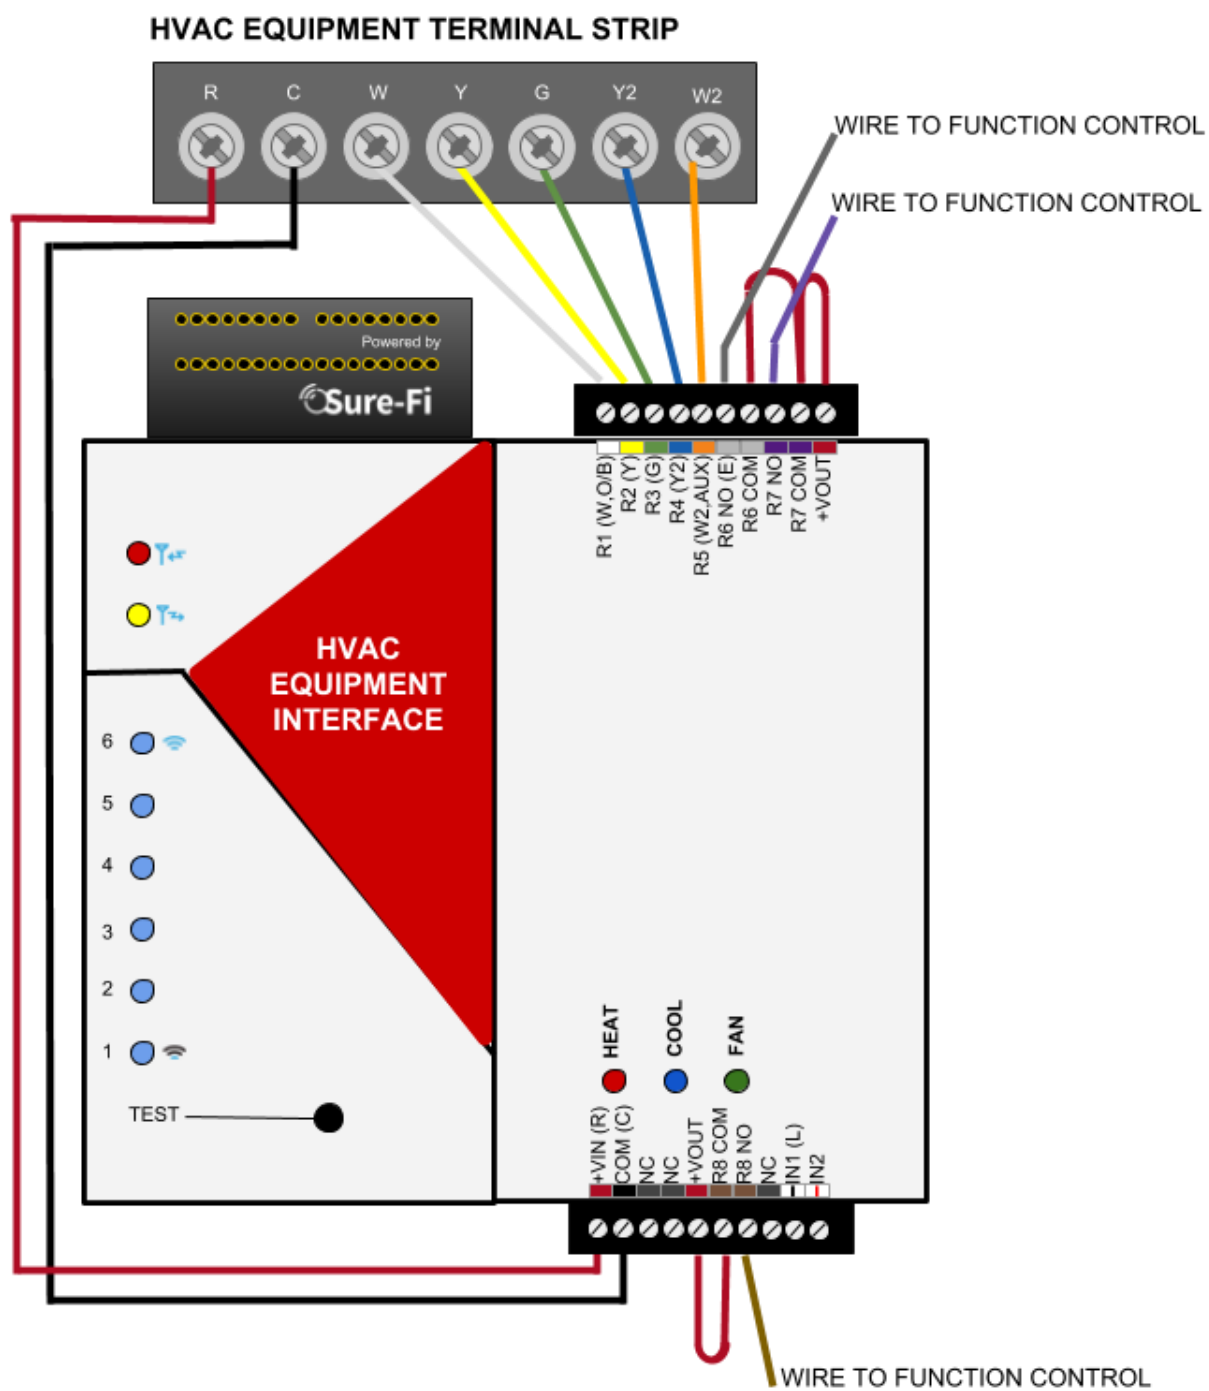 HVAC EQUIPMENT TERMINAL STRIP
R C W Y G Y2 W2
WIRE TO FUNCTION CONTROL
WIRE TO FUNCTION CONTROL
Powered by
Sure-Fi
R1 (W,O/B)
R2 (Y)
R3 (G)
R4 (Y2)
R5 (W2,AUX)
R6 NO (E)
R6 COM
R7 NO
R7 COM
+VOUT
HVAC
EQUIPMENT
INTERFACE
6
5
4
3
2
1
TEST
HEAT
COOL
FAN
+VIN (R)
COM (C)
NC
NC
+VOUT
R8 COM
R8 NO
NC
IN1 (L)
IN2
WIRE TO FUNCTION CONTROL